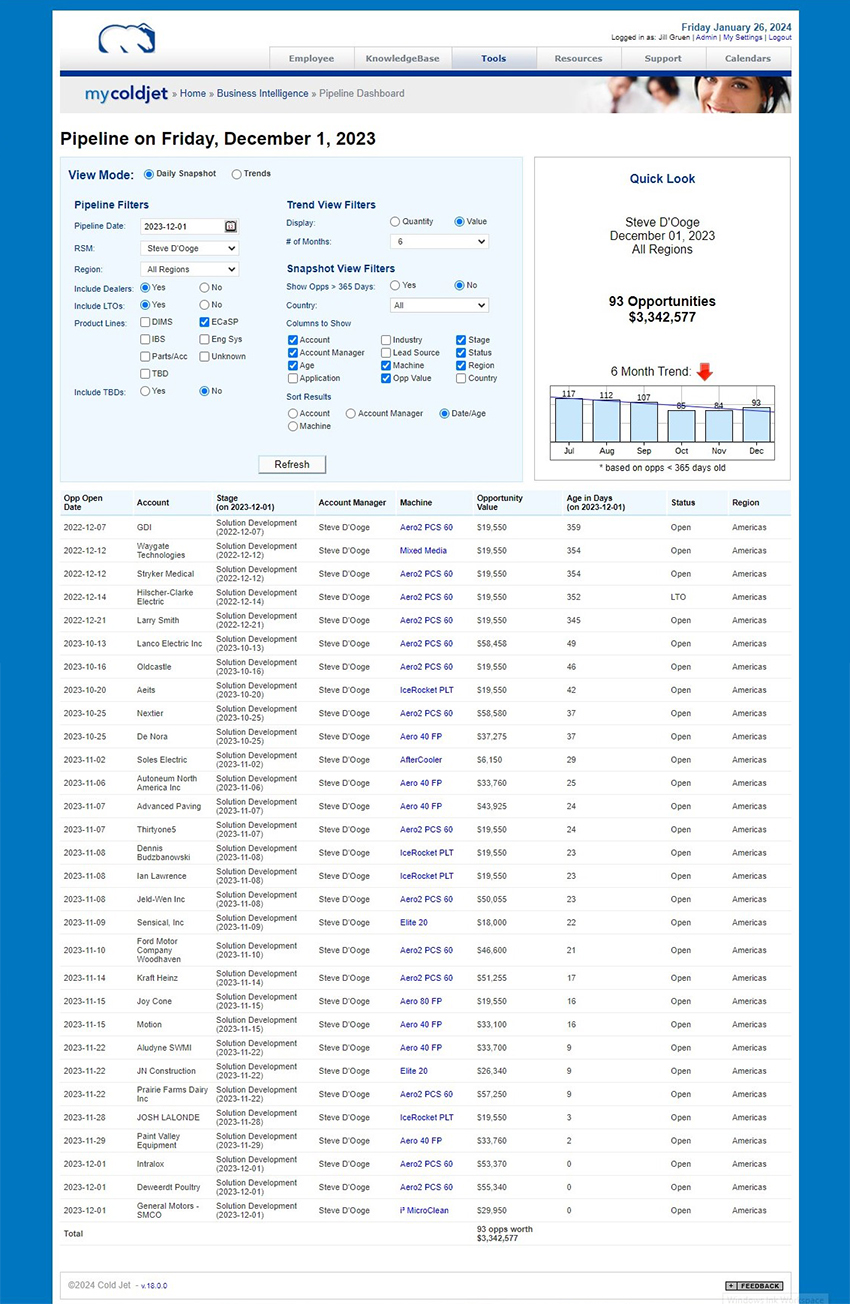 Friday January 26, 2024
Logged in as: Jill Gruen | Admin | My Settings | Logout
Employee KnowledgeBase Tools Resources Support Calendars
mycoldjet » Home » Business Intelligence » Pipeline Dashboard
Pipeline on Friday, December 1, 2023
View Mode: Daily Snapshot Trends
Pipeline Filters
Pipeline Date: 2023-12-01
RSM: Steve D'Ooge
Region: All Regions
Include Dealers: Yes No
Include LTOs: Yes No
Product Lines: DIMS ECaSP
IBS Eng Sys
Parts/Acc Unknown
TBD
Include TBDs: Yes No
Trend View Filters
Display: Quantity Value
# of Months: 6
Snapshot View Filters
Show Opps > 365 Days: Yes No
Country: All
Columns to Show
Account Industry Stage
Account Manager Lead Source Status
Age Machine Region
Application Opp Value Country
Sort Results
Account Account Manager Date/Age
Machine
Refresh
Quick Look
Steve D'Ooge
December 01, 2023
All Regions
93 Opportunities
$3,342,577
6 Month Trend:
117 112 107 85 84 93
Jul Aug Sep Oct Nov Dec
* based on opps < 365 days old
Opp Open Date Account Stage (on 2023-12-01) Account Manager Machine Opportunity Value Age in Days (on 2023-12-01) Status Region
2022-12-07 GDI Solution Development (2022-12-07) Steve D'Ooge Aero2 PCS 60 $19,550 359 Open Americas
2022-12-12 Waygate Technologies Solution Development (2022-12-12) Steve D'Ooge Mixed Media $19,550 354 Open Americas
2022-12-12 Stryker Medical Solution Development (2022-12-12) Steve D'Ooge Aero2 PCS 60 $19,550 354 Open Americas
2022-12-14 Hilscher-Clarke Electric Solution Development (2022-12-14) Steve D'Ooge Aero2 PCS 60 $19,550 352 LTO Americas
2022-12-21 Larry Smith Solution Development (2022-12-21) Steve D'Ooge Aero2 PCS 60 $19,550 345 Open Americas
2023-10-13 Lanco Electric Inc Solution Development (2023-10-13) Steve D'Ooge Aero2 PCS 60 $58,458 49 Open Americas
2023-10-16 Oldcastle Solution Development (2023-10-16) Steve D'Ooge Aero2 PCS 60 $19,550 46 Open Americas
2023-10-20 Aeits Solution Development (2023-10-20) Steve D'Ooge IceRocket PLT $19,550 42 Open Americas
2023-10-25 Nextier Solution Development (2023-10-25) Steve D'Ooge Aero2 PCS 60 $58,580 37 Open Americas
2023-10-25 De Nora Solution Development (2023-10-25) Steve D'Ooge Aero 40 FP $37,275 37 Open Americas
2023-11-02 Soles Electric Solution Development (2023-11-02) Steve D'Ooge AfterCooler $6,150 29 Open Americas
2023-11-06 Autoneum North America Inc Solution Development (2023-11-06) Steve D'Ooge Aero 40 FP $33,760 25 Open Americas
2023-11-07 Advanced Paving Solution Development (2023-11-07) Steve D'Ooge Aero 40 FP $43,925 24 Open Americas
2023-11-07 Thirtyone5 Solution Development (2023-11-07) Steve D'Ooge Aero2 PCS 60 $19,550 24 Open Americas
2023-11-08 Dennis Budzbanowski Solution Development (2023-11-08) Steve D'Ooge IceRocket PLT $19,550 23 Open Americas
2023-11-08 Ian Lawrence Solution Development (2023-11-08) Steve D'Ooge IceRocket PLT $19,550 23 Open Americas
2023-11-08 Jeld-Wen Inc Solution Development (2023-11-08) Steve D'Ooge Aero2 PCS 60 $50,055 23 Open Americas
2023-11-09 Sensical, Inc Solution Development (2023-11-09) Steve D'Ooge Elite 20 $18,000 22 Open Americas
2023-11-10 Ford Motor Company Woodhaven Solution Development (2023-11-10) Steve D'Ooge Aero2 PCS 60 $46,600 21 Open Americas
2023-11-14 Kraft Heinz Solution Development (2023-11-14) Steve D'Ooge Aero2 PCS 60 $51,255 17 Open Americas
2023-11-15 Joy Cone Solution Development (2023-11-15) Steve D'Ooge Aero 80 FP $19,550 16 Open Americas
2023-11-15 Motion Solution Development (2023-11-15) Steve D'Ooge Aero 40 FP $33,100 16 Open Americas
2023-11-22 Aludyne SWMI Solution Development (2023-11-22) Steve D'Ooge Aero 40 FP $33,700 9 Open Americas
2023-11-22 JN Construction Solution Development (2023-11-22) Steve D'Ooge Elite 20 $26,340 9 Open Americas
2023-11-22 Prairie Farms Dairy Inc Solution Development (2023-11-22) Steve D'Ooge Aero2 PCS 60 $57,250 9 Open Americas
2023-11-28 JOSH LALONDE Solution Development (2023-11-28) Steve D'Ooge IceRocket PLT $19,550 3 Open Americas
2023-11-29 Paint Valley Equipment Solution Development (2023-11-29) Steve D'Ooge Aero 40 FP $33,760 2 Open Americas
2023-12-01 Intralox Solution Development (2023-12-01) Steve D'Ooge Aero2 PCS 60 $53,370 0 Open Americas
2023-12-01 Deweerdt Poultry Solution Development (2023-12-01) Steve D'Ooge Aero2 PCS 60 $55,340 0 Open Americas
2023-12-01 General Motors - SMCO Solution Development (2023-12-01) Steve D'Ooge i³ MicroClean $29,950 0 Open Americas
Total 93 opps worth $3,342,577
©2024 Cold Jet - v.18.0.0
+ FEEDBACK